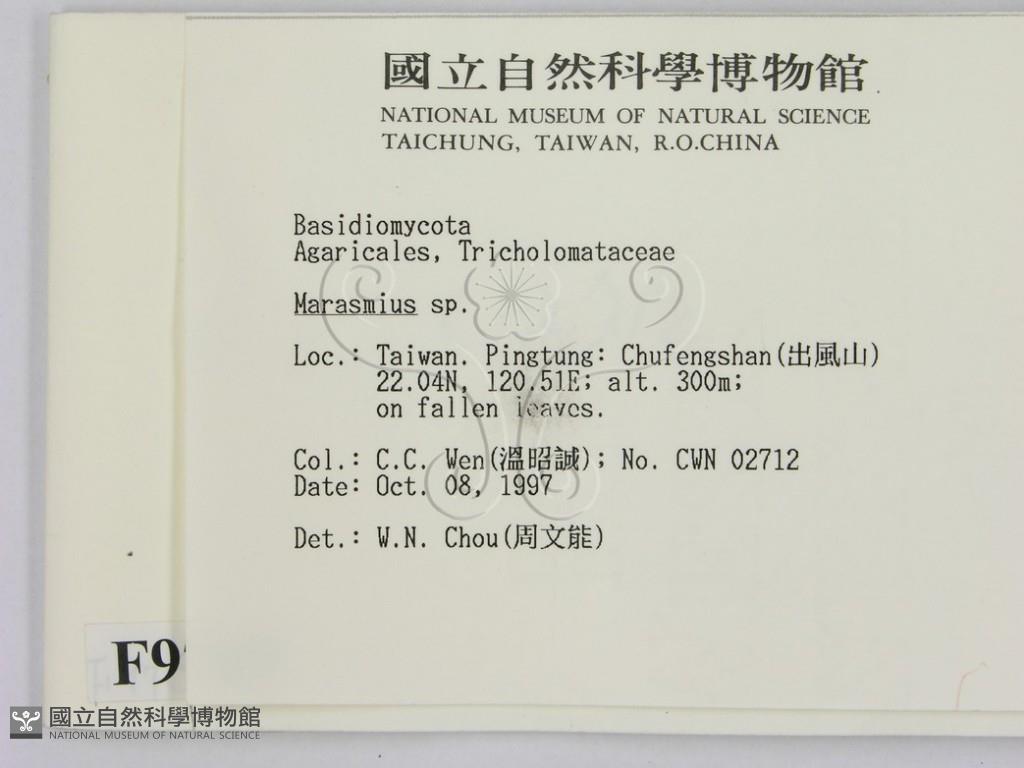 國立自然科學博物館
NATIONAL MUSEUM OF NATURAL SCIENCE
TAICHUNG, TAIWAN, R.O.CHINA
Basidiomycota
Agaricales, Tricholomataceae
Marasmius sp.
Loc.: Taiwan. Pingtung: Chufengshan(出風山)
22.04N, 120.51E; alt. 300m;
on fallen leaves.
Col.: C.C. Wen(溫昭誠); No. CWN 02712
Date: Oct. 08, 1997
Det.: W.N. Chou(周文能)
F9
國立自然科學博物館
NATIONAL MUSEUM OF NATURAL SCIENCE